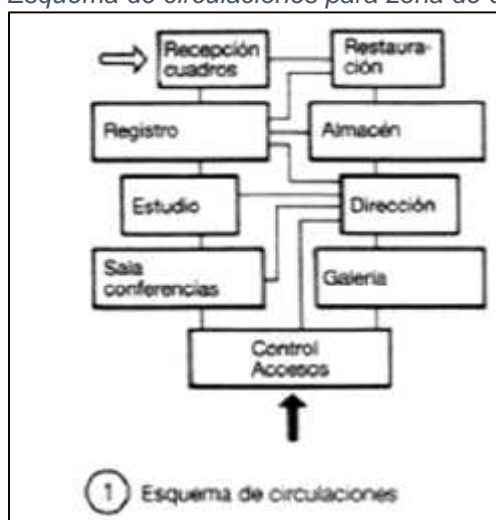 Esquema de circulaciones para zona de
Recepción
cuadros
Restaura-
ción
Registro
Almacén
Estudio
Dirección
Sala
conferencias
Galería
Control
Accesos
1 Esquema de circulaciones